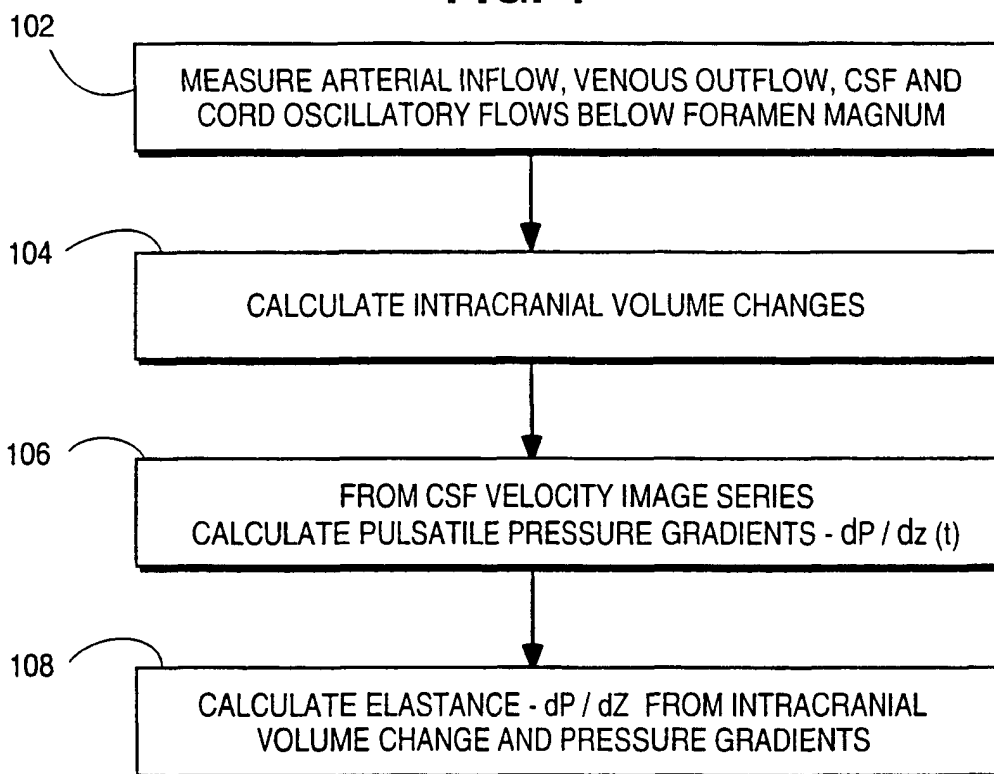 102
MEASURE ARTERIAL INFLOW, VENOUS OUTFLOW, CSF AND
CORD OSCILLATORY FLOWS BELOW FORAMEN MAGNUM
104
CALCULATE INTRACRANIAL VOLUME CHANGES
106
FROM CSF VELOCITY IMAGE SERIES
CALCULATE PULSATILE PRESSURE GRADIENTS - dP / dz (t)
108
CALCULATE ELASTANCE - dP / dZ FROM INTRACRANIAL
VOLUME CHANGE AND PRESSURE GRADIENTS